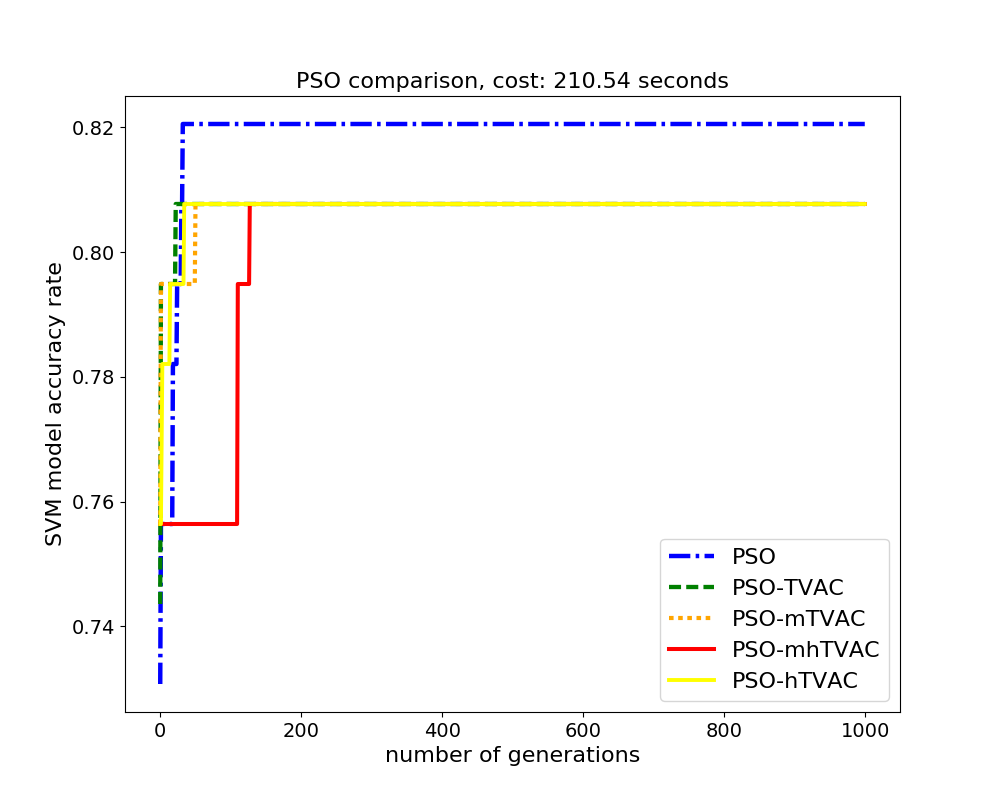 PSO comparison, cost: 210.54 seconds
0.82
0.80
0.78
0.76
0.74
SVM model accuracy rate
PSO
PSO-TVAC
PSO-mTVAC
PSO-mhTVAC
PSO-hTVAC
0 200 400 600 800 1000
number of generations